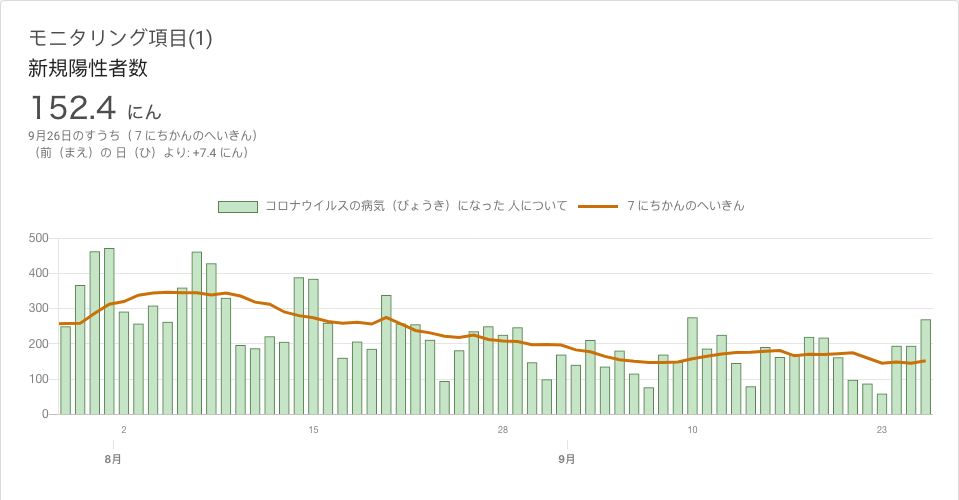 モニタリング項目(1)
新規陽性者数
152.4 にん
9月26日のすうち（７にちかんのへいきん）
（前（まえ）の 日（ひ）より: +7.4 にん）
コロナウイルスの病気（びょうき）になった 人について ７にちかんのへいきん
500
400
300
200
100
0
2 15 28 10 23
8月 9月